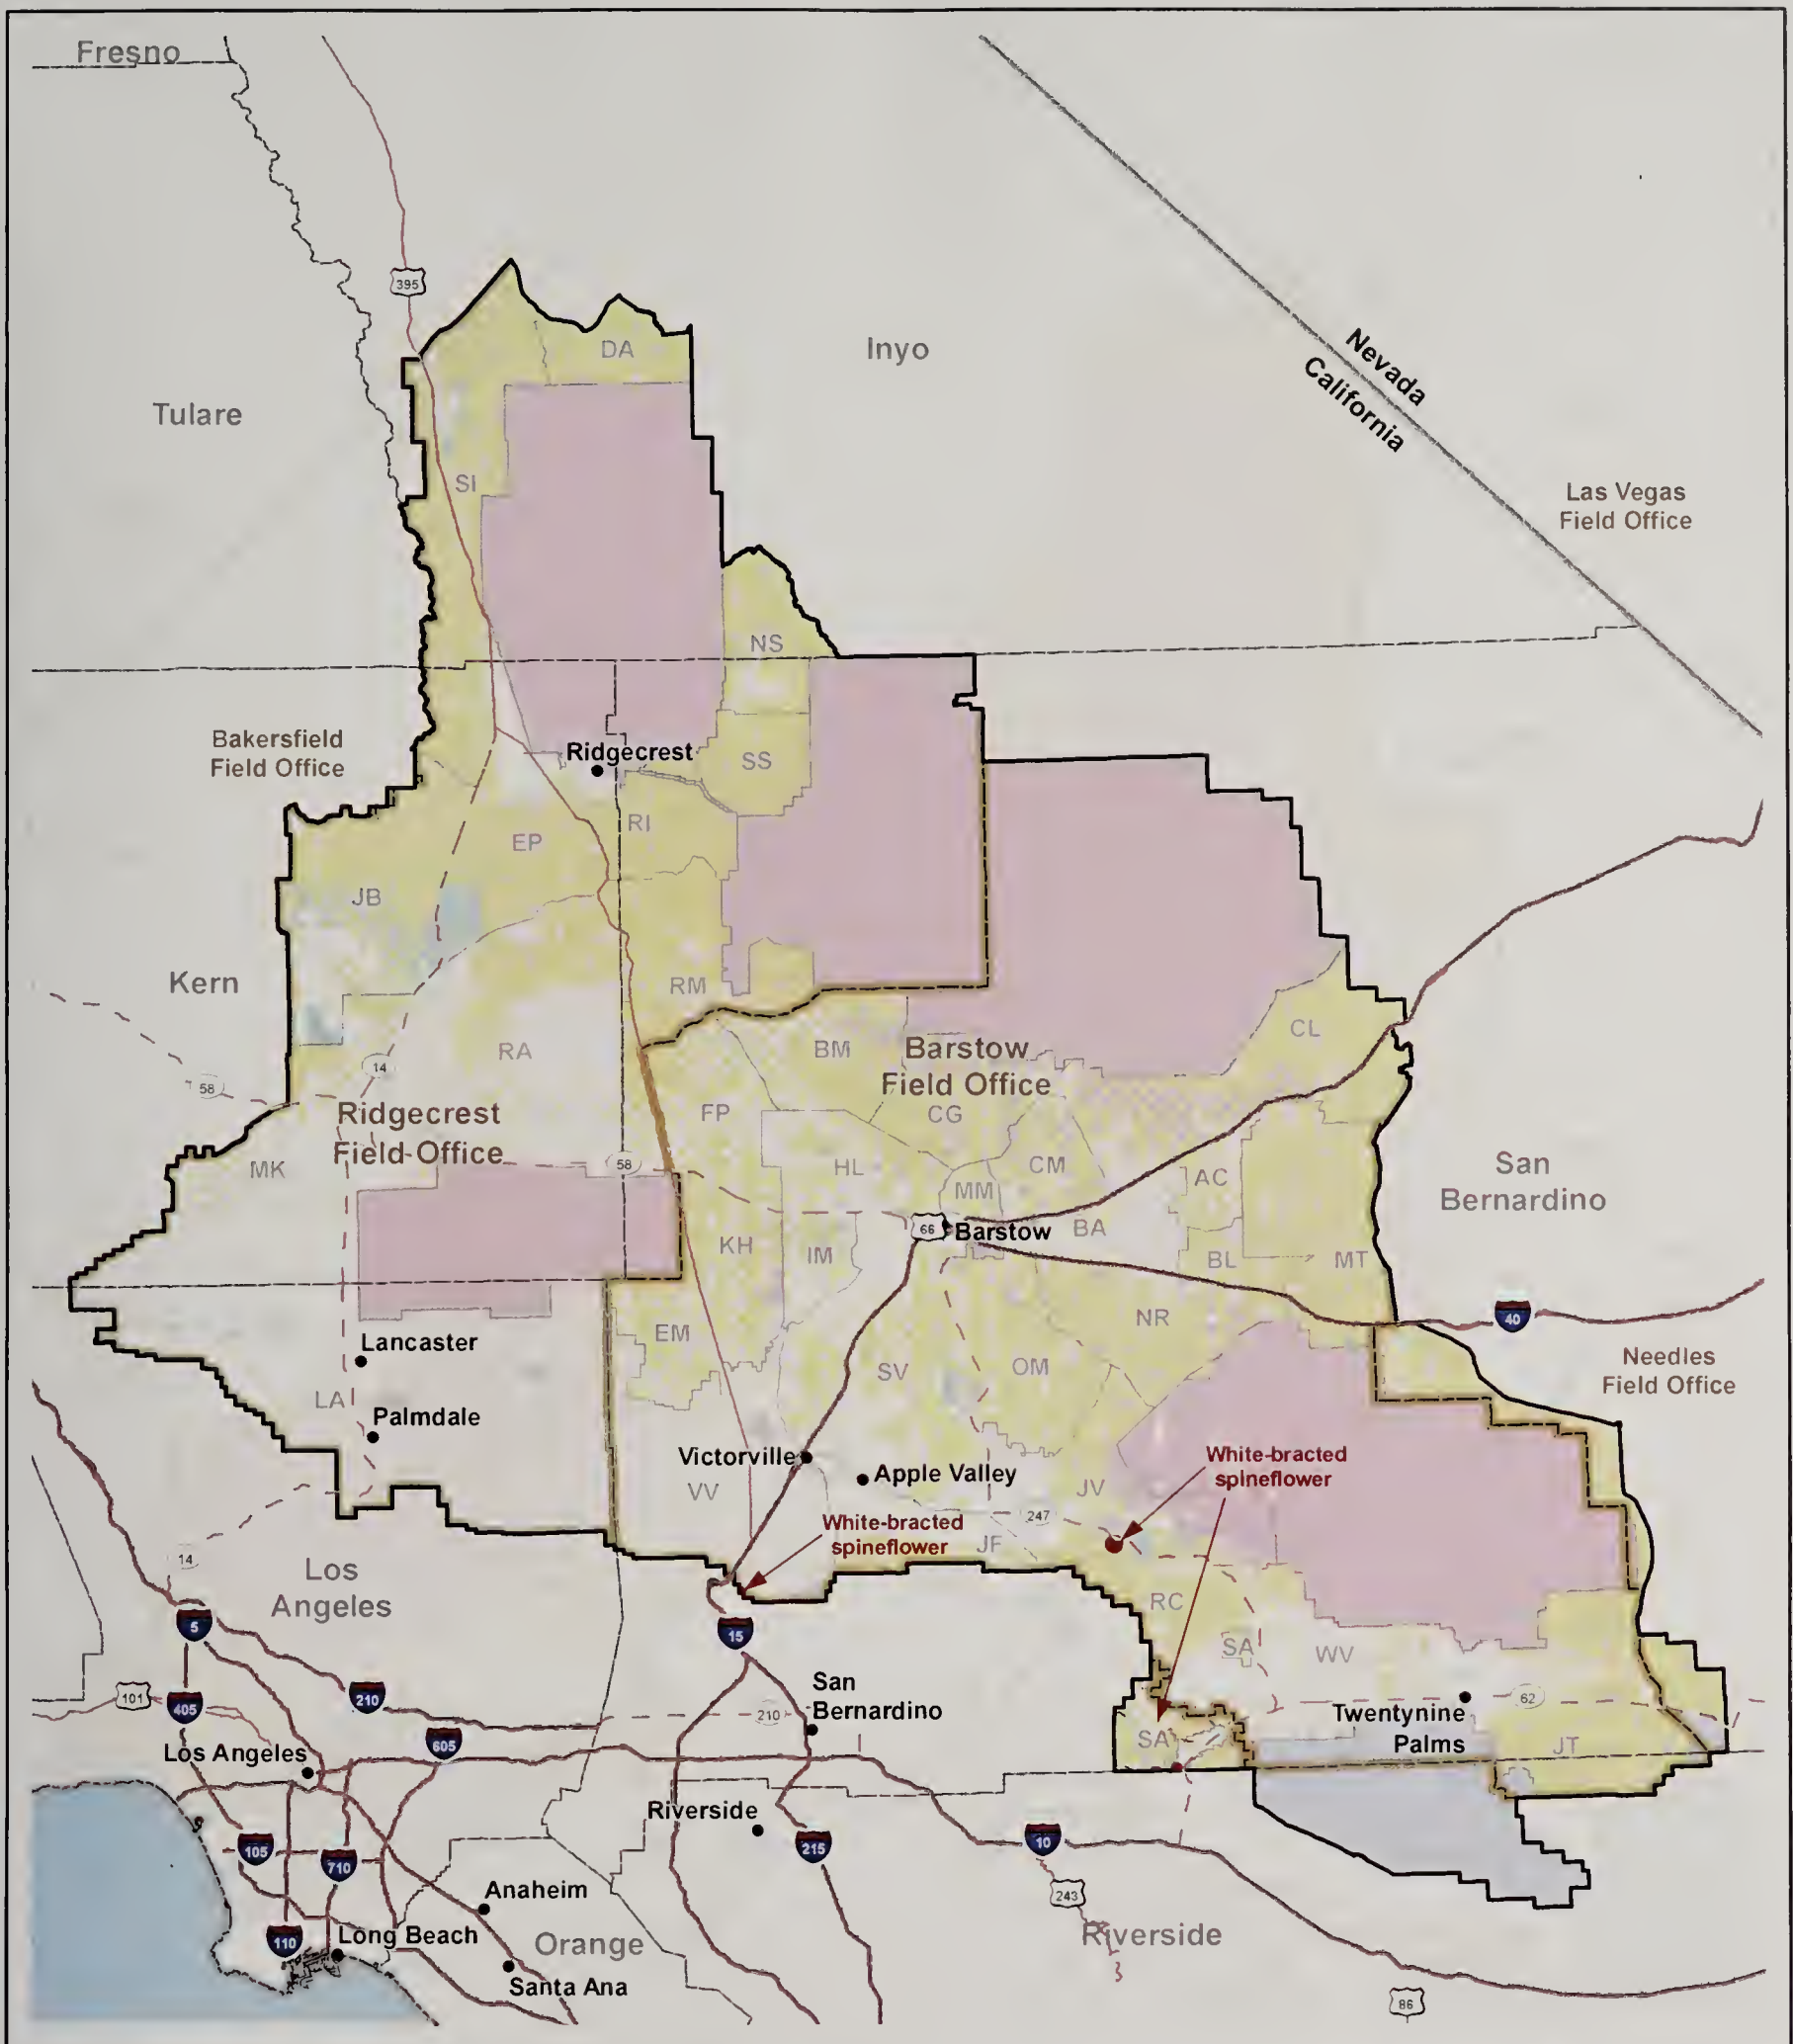 Fresno
395
DA
Inyo
Nevada
California
Tulare
SI
Las Vegas
Field Office
NS
Bakersfield
Field Office
Ridgecrest
SS
RI
EP
JB
Kern
RM
CL
RA
BM
Barstow
Field Office
14
58
FP
CG
Ridgecrest
Field Office
MK
58
HL
CM
AC
San
Bernardino
MM
66
Barstow
BA
KH
IM
BL
MT
40
NR
EM
Lancaster
SV
OM
Needles
Field Office
LA
Palmdale
Victorville
Apple Valley
White-bracted
spineflower
VV
JV
247
White-bracted
spineflower
JF
14
Los
Angeles
RC
5
15
SA
WV
101
405
210
San
Bernardino
210
62
Twentynine
Palms
605
Los Angeles
SA
JT
Riverside
105
710
215
10
Anaheim
243
110
Long Beach
Orange
Riverside
Santa Ana
86